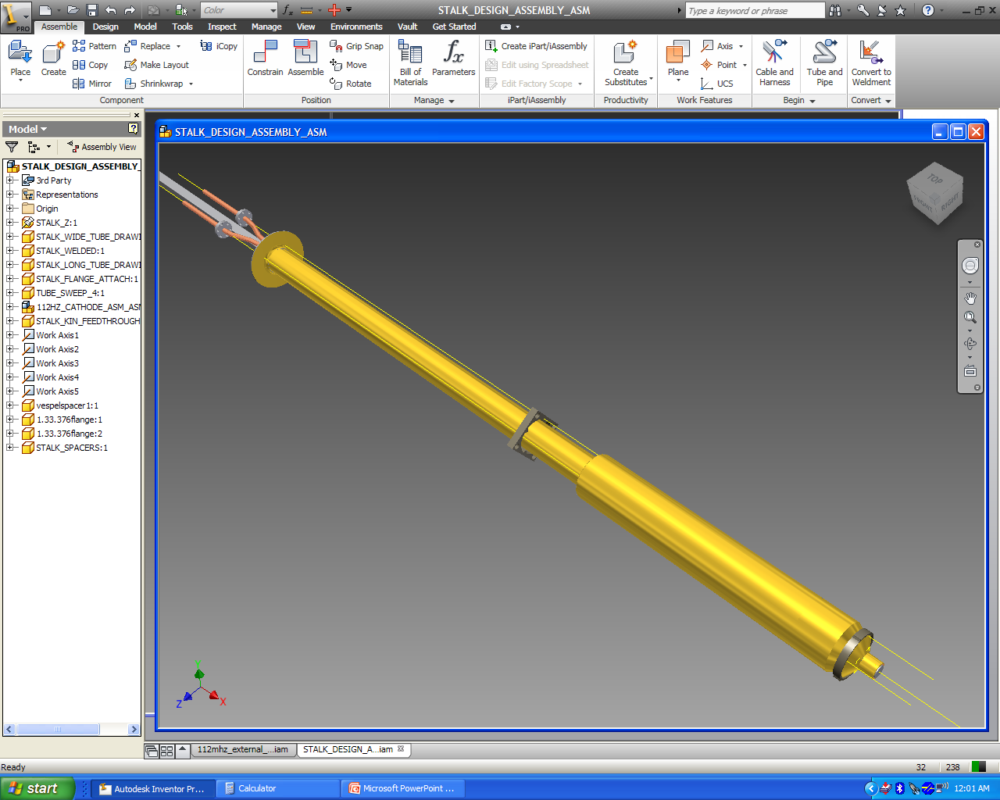 PRO
Color
STALK_DESIGN_ASSEMBLY_ASM
Type a keyword or phrase
Assemble Design Model Tools Inspect Manage View Environments Vault Get Started
Place
Create
Pattern
Copy
Mirror
Replace
Make Layout
Shrinkwrap
iCopy
Component
Constrain
Assemble
Grip Snap
Move
Rotate
Position
Bill of
Materials
Parameters
Manage
Create iPart/iAssembly
Edit using Spreadsheet
Edit Factory Scope
iPart/iAssembly
Create
Substitutes
Productivity
Plane
Axis
Point
UCS
Work Features
Cable and
Harness
Tube and
Pipe
Begin
Convert to
Weldment
Convert
Model
Assembly View
STALK_DESIGN_ASSEMBLY_
3rd Party
Representations
Origin
STALK_Z:1
STALK_WIDE_TUBE_DRAWI
STALK_WELDED:1
STALK_LONG_TUBE_DRAWI
STALK_FLANGE_ATTACH:1
TUBE_SWEEP_4:1
112HZ_CATHODE_ASM_ASM
STALK_KIN_FEEDTHROUGH
Work Axis1
Work Axis2
Work Axis3
Work Axis4
Work Axis5
vespelspacer1:1
1.33.376flange:1
1.33.376flange:2
STALK_SPACERS:1
STALK_DESIGN_ASSEMBLY_ASM
TOP
FRONT
RIGHT
Y
Z
X
112mhz_external_...iam
STALK_DESIGN_A...iam
Ready
32 238
start
Autodesk Inventor Pr...
Calculator
Microsoft PowerPoint ...
12:01 AM